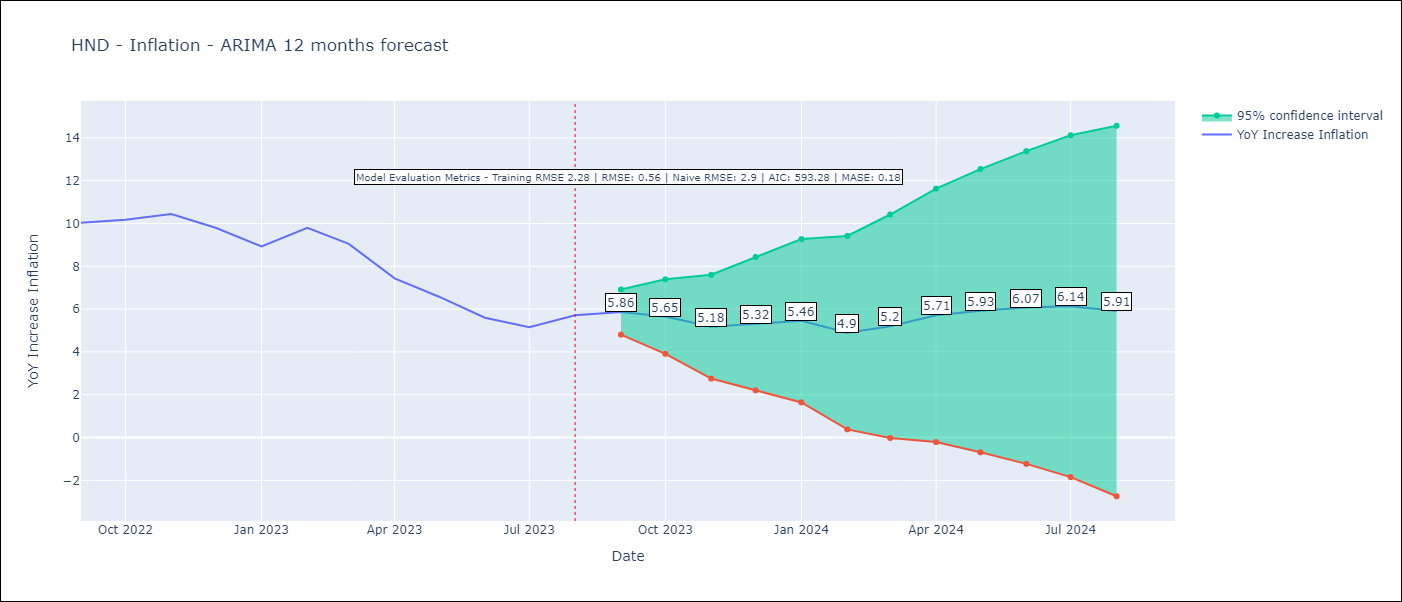 HND - Inflation - ARIMA 12 months forecast
95% confidence interval
YoY Increase Inflation
Model Evaluation Metrics - Training RMSE 2.28 | RMSE: 0.56 | Naive RMSE: 2.9 | AIC: 593.28 | MASE: 0.18
14
12
10
8
6
4
2
0
−2
YoY Increase Inflation
5.86
5.65
5.18
5.32
5.46
4.9
5.2
5.71
5.93
6.07
6.14
5.91
Oct 2022
Jan 2023
Apr 2023
Jul 2023
Oct 2023
Jan 2024
Apr 2024
Jul 2024
Date